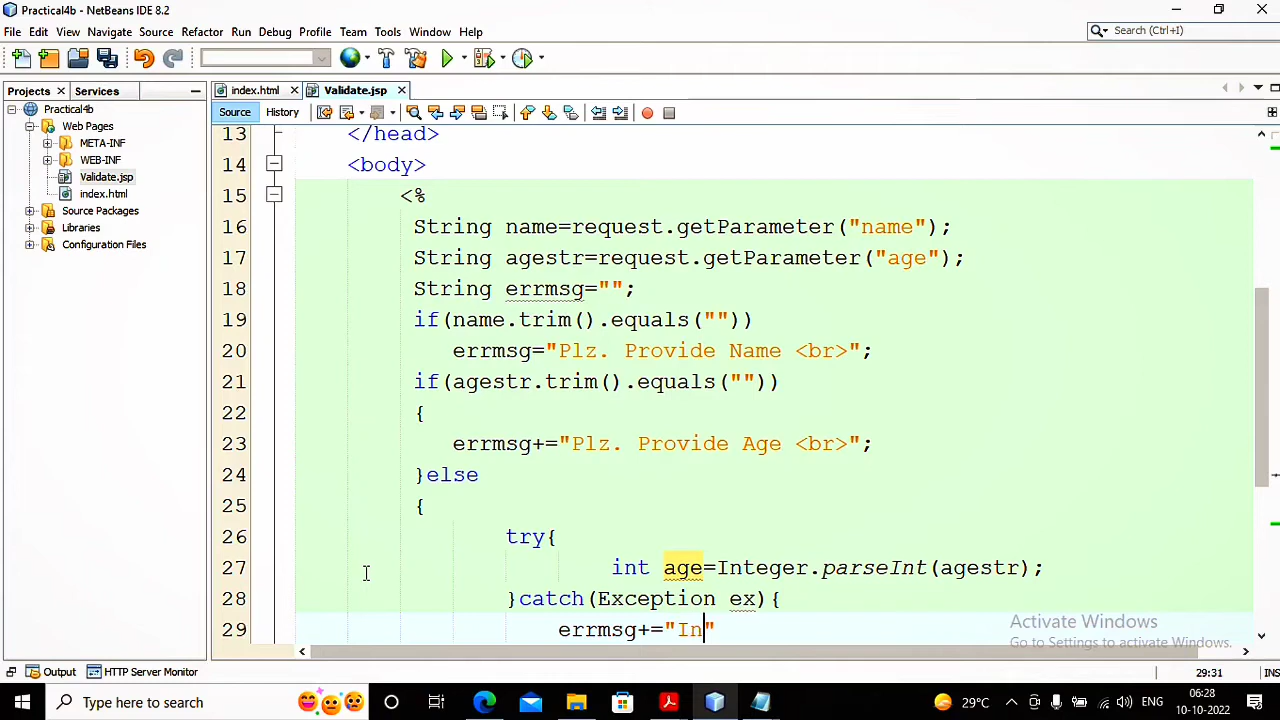 Practical4b - NetBeans IDE 8.2
File Edit View Navigate Source Refactor Run Debug Profile Team Tools Window Help
Search (Ctrl+I)
Projects Services
index.html Validate.jsp
Source History
Practical4b
Web Pages
META-INF
WEB-INF
Validate.jsp
index.html
Source Packages
Libraries
Configuration Files
13 </head>
14 <body>
15 <%
16 String name=request.getParameter("name");
17 String agestr=request.getParameter("age");
18 String errmsg="";
19 if(name.trim().equals(""))
20 errmsg="Plz. Provide Name <br>";
21 if(agestr.trim().equals(""))
22 {
23 errmsg+="Plz. Provide Age <br>";
24 }else
25 {
26 try{
27 int age=Integer.parseInt(agestr);
28 }catch(Exception ex){
29 errmsg+="In"
Activate Windows
Go to Settings to activate Windows.
Output HTTP Server Monitor
29:31 INS
Type here to search
29°C ENG 06:28
10-10-2022